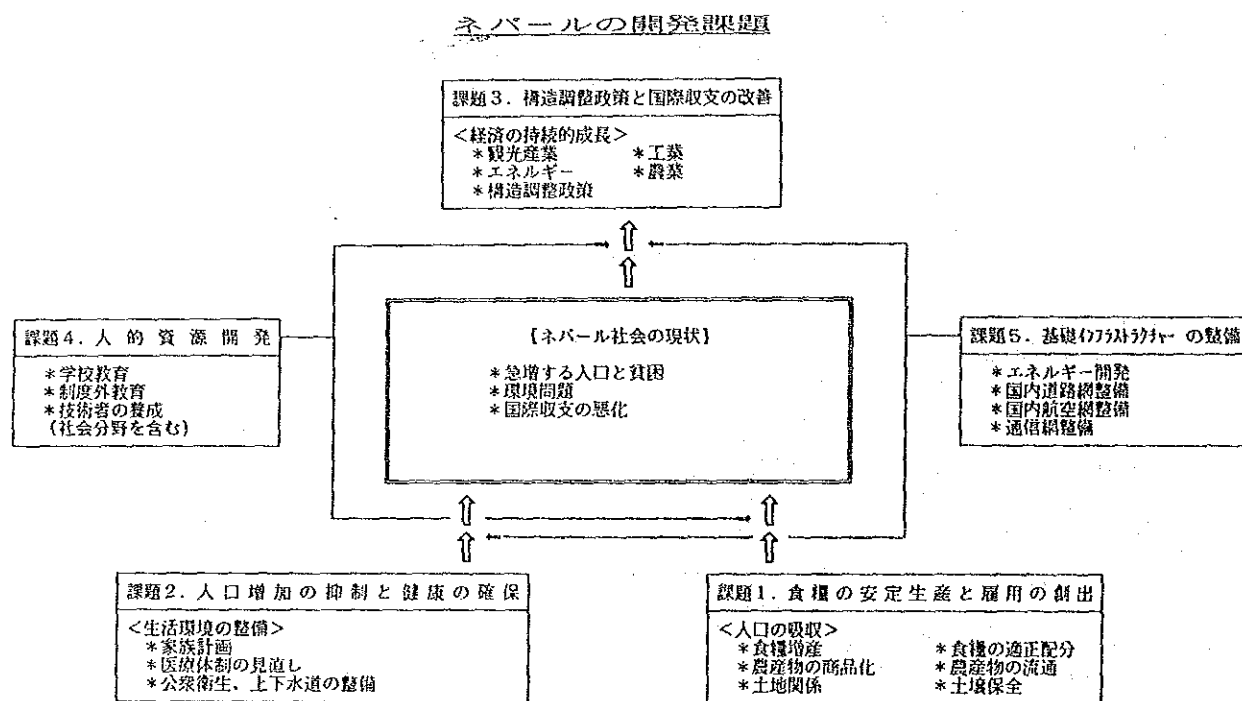 ネパールの開発課題
課題3．構造調整政策と国際収支の改善
＜経済の持続的成長＞
＊観光産業 ＊工業
＊エネルギー ＊農業
＊構造調整政策
課題4．人的資源開発
＊学校教育
＊制度外教育
＊技術者の養成
（社会分野を含む）
【ネパール社会の現状】
＊急増する人口と貧困
＊環境問題
＊国際収支の悪化
課題5．基礎インフラストラクチャーの整備
＊エネルギー開発
＊国内道路網整備
＊国内航空網整備
＊通信網整備
課題2．人口増加の抑制と健康の確保
＜生活環境の整備＞
＊家族計画
＊医療体制の見直し
＊公衆衛生、上下水道の整備
課題1．食糧の安定生産と雇用の創出
＜人口の吸収＞
＊食糧増産 ＊食糧の適正配分
＊農産物の商品化 ＊農産物の流通
＊土地関係 ＊土壌保全